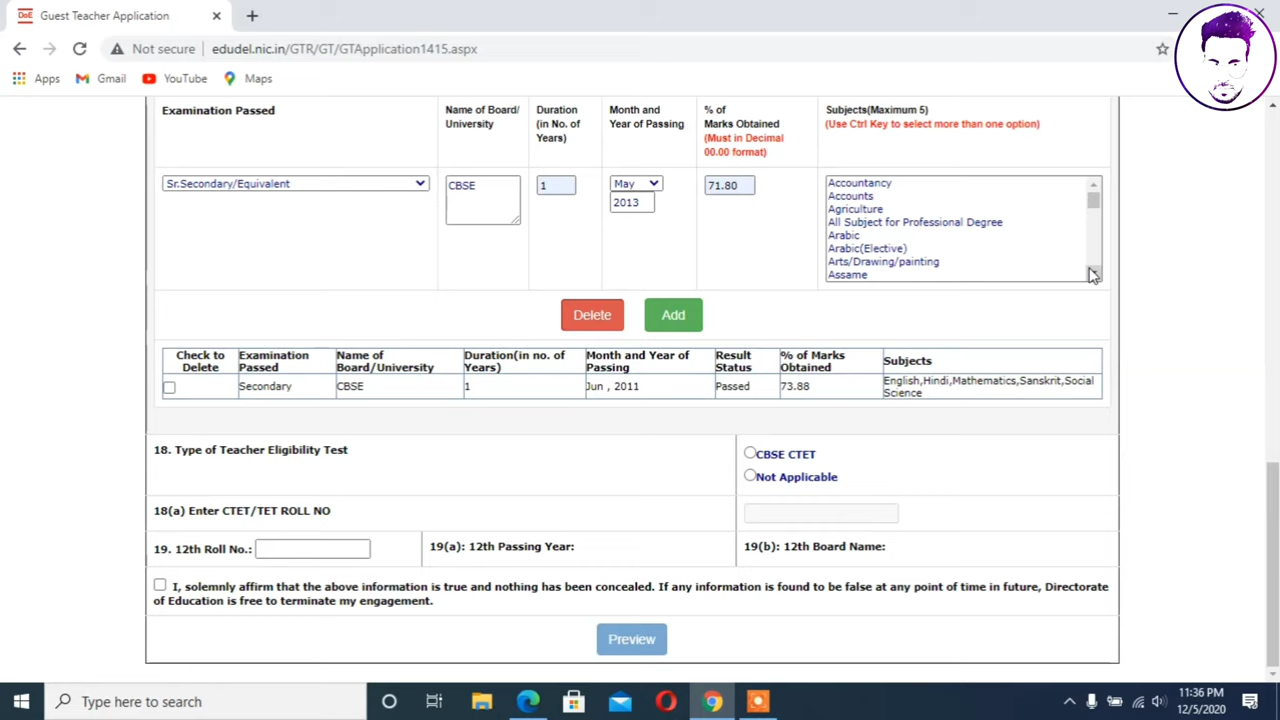 DoE Guest Teacher Application
Not secure edudel.nic.in/GTR/GT/GTApplication1415.aspx
Apps Gmail YouTube Maps
Examination Passed
Name of Board/
University
Duration
(in No. of
Years)
Month and
Year of Passing
% of
Marks Obtained
(Must in Decimal
00.00 format)
Subjects(Maximum 5)
(Use Ctrl Key to select more than one option)
Sr.Secondary/Equivalent
CBSE
1
May
2013
71.80
Accountancy
Accounts
Agriculture
All Subject for Professional Degree
Arabic
Arabic(Elective)
Arts/Drawing/painting
Assame
Delete Add
Check to
Delete
Examination
Passed
Name of
Board/University
Duration(in no. of
Years)
Month and Year of
Passing
Result
Status
% of Marks
Obtained
Subjects
Secondary CBSE 1 Jun , 2011 Passed 73.88 English,Hindi,Mathematics,Sanskrit,Social
Science
18. Type of Teacher Eligibility Test
CBSE CTET
Not Applicable
18(a) Enter CTET/TET ROLL NO
19. 12th Roll No.: 19(a): 12th Passing Year: 19(b): 12th Board Name:
I, solemnly affirm that the above information is true and nothing has been concealed. If any information is found to be false at any point of time in future, Directorate
of Education is free to terminate my engagement.
Preview
Type here to search
11:36 PM
12/5/2020